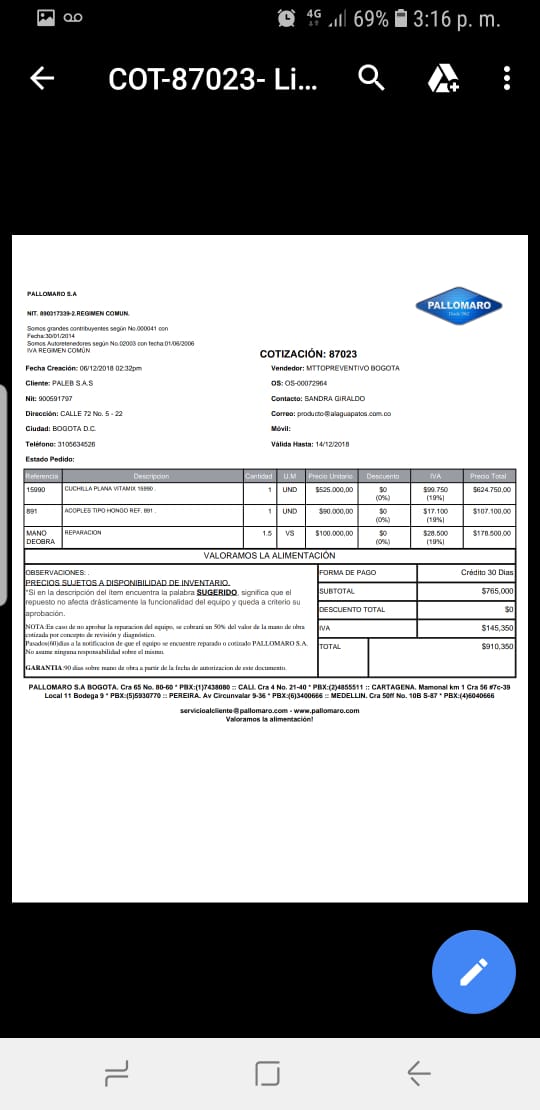 4G 69% 3:16 p. m.
COT-87023- Li...
PALLOMARO S.A
NIT. 890317339-2.REGIMEN COMUN.
Somos grandes contribuyentes según No.000041 con
Fecha:30/01/2014
Somos Autoretenedores según No.02003 con fecha:01/06/2006
IVA REGIMEN COMÚN
PALLOMARO
Desde 1962
COTIZACIÓN: 87023
Fecha Creación: 06/12/2018 02:32pm
Vendedor: MTTOPREVENTIVO BOGOTA
Cliente: PALEB S.A.S
OS: OS-00072964
Nit: 900591797
Contacto: SANDRA GIRALDO
Dirección: CALLE 72 No. 5 - 22
Correo: producto@alaguapatos.com.co
Ciudad: BOGOTA D.C.
Móvil:
Teléfono: 3105634526
Válida Hasta: 14/12/2018
Estado Pedido:
Referencia Descripcion Cantidad U.M Precio Unitario Descuento IVA Precio Total
15990 CUCHILLA PLANA VITAMIX 15990 . 1 UND $525.000,00 $0 (0%) $99.750 (19%) $624.750,00
891 ACOPLES TIPO HONGO REF. 891 . 1 UND $90.000,00 $0 (0%) $17.100 (19%) $107.100,00
MANO DEOBRA REPARACION 1.5 VS $100.000,00 $0 (0%) $28.500 (19%) $178.500,00
VALORAMOS LA ALIMENTACIÓN
OBSERVACIONES: .
PRECIOS SUJETOS A DISPONIBILIDAD DE INVENTARIO.
"Si en la descripción del item encuentra la palabra SUGERIDO, significa que el
repuesto no afecta drásticamente la funcionalidad del equipo y queda a criterio su
aprobación.
NOTA:En caso de no aprobar la reparacion del equipo, se cobrará un 50% del valor de la mano de obra
cotizada por concepto de revisión y diagnóstico.
Pasados(60)dias a la notificacion de que el equipo se encuentre reparado o cotizado PALLOMARO S.A.
No asume ninguna responsabilidad sobre el mismo.
GARANTIA:90 dias sobre mano de obra a partir de la fecha de autorizacion de este documento.
FORMA DE PAGO Crédito 30 Dias
SUBTOTAL $765,000
DESCUENTO TOTAL $0
IVA $145,350
TOTAL $910,350
PALLOMARO S.A BOGOTA. Cra 65 No. 80-60 * PBX:(1)7438080 :: CALI. Cra 4 No. 21-40 * PBX:(2)4855511 :: CARTAGENA. Mamonal km 1 Cra 56 #7c-39
Local 11 Bodega 9 * PBX:(5)5930770 :: PEREIRA. Av Circunvalar 9-36 * PBX:(6)3400666 :: MEDELLIN. Cra 50ff No. 10B S-87 * PBX:(4)6040666
servicioalcliente@pallomaro.com - www.pallomaro.com
Valoramos la alimentación!